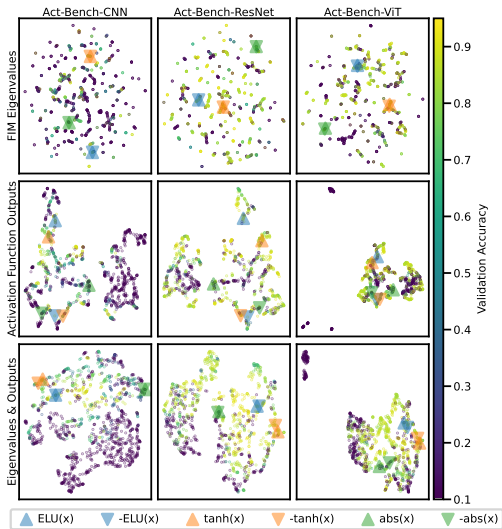 Act-Bench-CNN Act-Bench-ResNet Act-Bench-ViT
FIM Eigenvalues
Activation Function Outputs
Eigenvalues & Outputs
0.9
0.8
0.7
0.6
0.5
0.4
0.3
0.2
0.1
Validation Accuracy
ELU(x) -ELU(x) tanh(x) -tanh(x) abs(x) -abs(x)